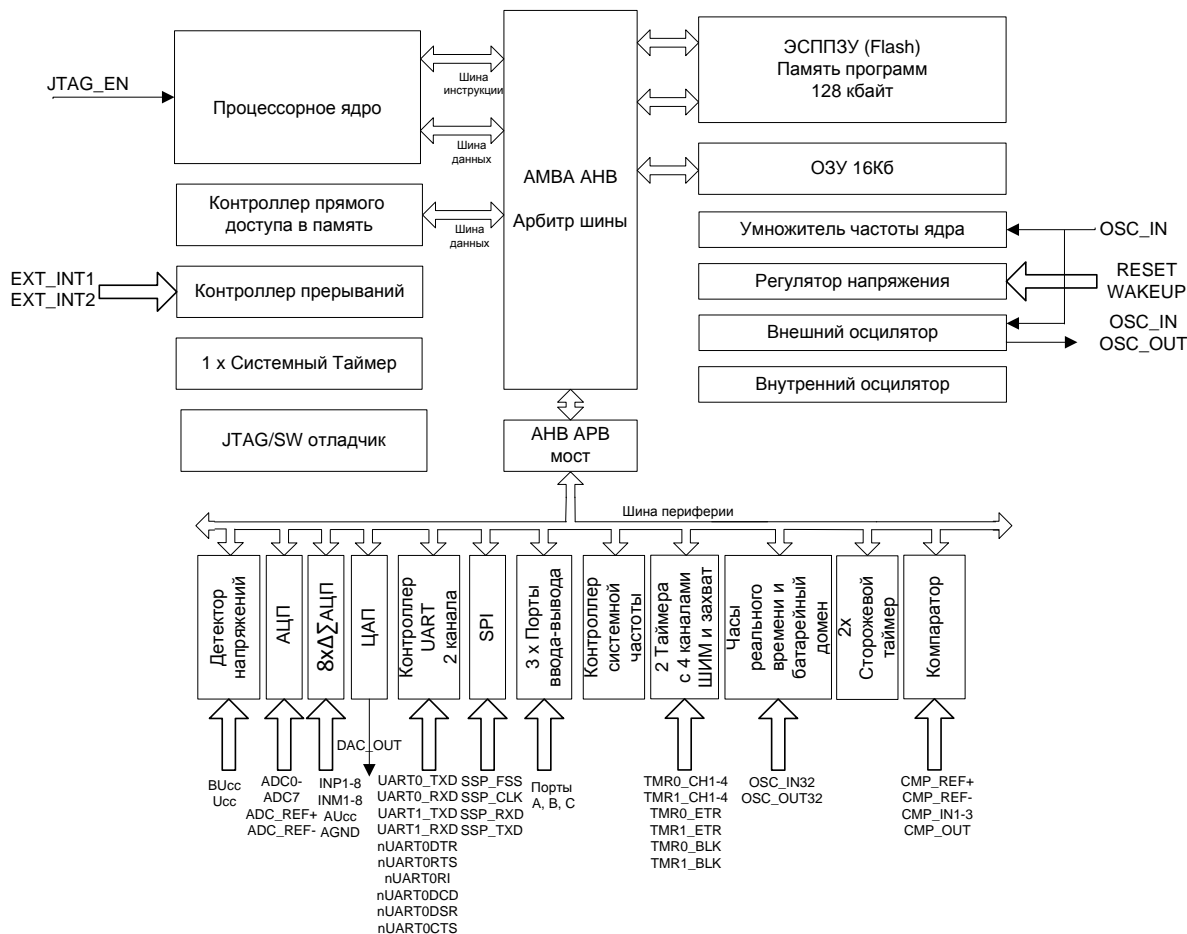 JTAG_EN
Процессорное ядро
Шина
инструкции
Шина
данных
AMBA AHB
Арбитр шины
ЭСППЗУ (Flash)
Память программ
128 кбайт
ОЗУ 16Кб
Контроллер прямого
доступа в память
Шина
данных
Умножитель частоты ядра
OSC_IN
EXT_INT1
EXT_INT2
Контроллер прерываний
Регулятор напряжения
RESET
WAKEUP
1 x Системный Таймер
Внешний осцилятор
OSC_IN
OSC_OUT
Внутренний осцилятор
JTAG/SW отладчик
AHB APB
мост
Шина периферии
Детектор
напряжений
АЦП
8х∆∑АЦП
ЦАП
Контроллер
UART
2 канала
SPI
3 x Порты
ввода-вывода
Контроллер
системной
частоты
2 Таймера
с 4 каналами
ШИМ и захват
Часы
реального
времени и
батарейный
домен
2x
Сторожевой
таймер
Компаратор
BUcc
Ucc
ADC0-
ADC7
ADC_REF+
ADC_REF-
INP1-8
INM1-8
AUcc
AGND
DAC_OUT
UART0_TXD
UART0_RXD
UART1_TXD
UART1_RXD
nUART0DTR
nUART0RTS
nUART0RI
nUART0DCD
nUART0DSR
nUART0CTS
SSP_FSS
SSP_CLK
SSP_RXD
SSP_TXD
Порты
A, B, C
TMR0_CH1-4
TMR1_CH1-4
TMR0_ETR
TMR1_ETR
TMR0_BLK
TMR1_BLK
OSC_IN32
OSC_OUT32
CMP_REF+
CMP_REF-
CMP_IN1-3
CMP_OUT